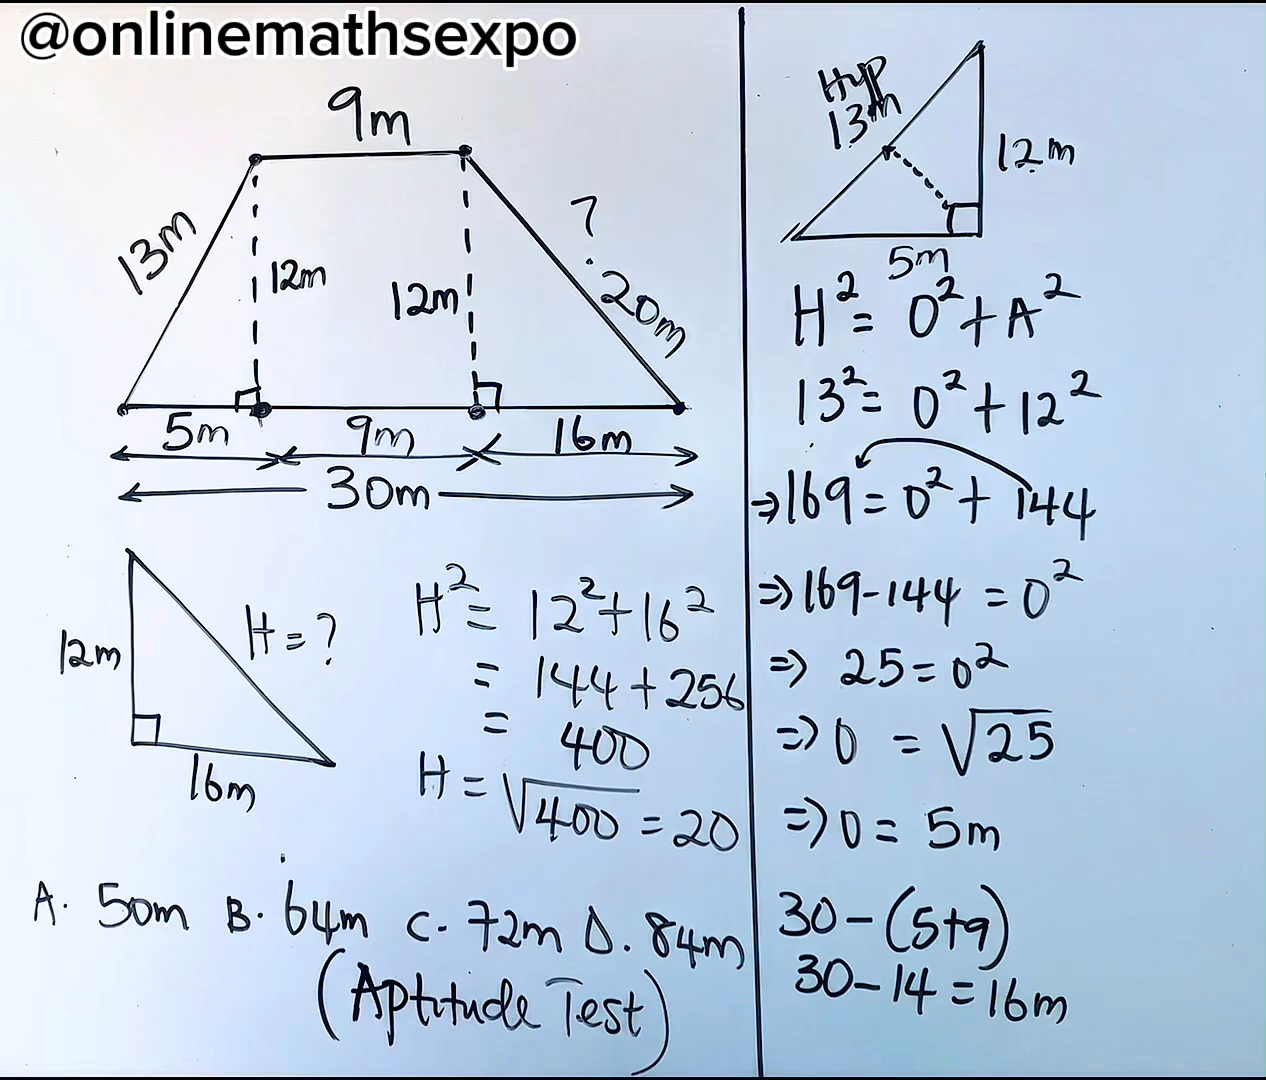 @onlinemathsexpo
9m
13m
12m
12m
?
20m
5m 9m 16m
30m
12m
H = ?
16m
H² = 12² + 16²
= 144 + 256
= 400
H = √400 = 20
A. 50m B. 64m C. 72m D. 84m
(Aptitude Test)
Hyp
13m
12m
5m
H² = O² + A²
13² = O² + 12²
⇒ 169 = O² + 144
⇒ 169 - 144 = O²
⇒ 25 = O²
⇒ O = √25
⇒ O = 5m
30 - (5+9)
30 - 14 = 16m